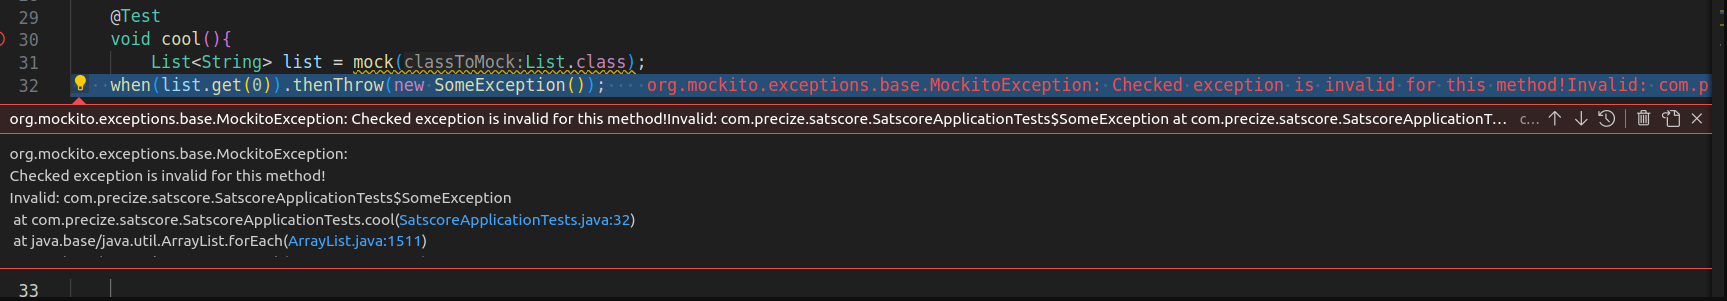 29 @Test
30 void cool(){
31 List<String> list = mock(classToMock:List.class);
32 when(list.get(0)).thenThrow(new SomeException()); org.mockito.exceptions.base.MockitoException: Checked exception is invalid for this method!Invalid: com.p
org.mockito.exceptions.base.MockitoException: Checked exception is invalid for this method!Invalid: com.precize.satscore.SatscoreApplicationTests$SomeException at com.precize.satscore.SatscoreApplicationT... c...
org.mockito.exceptions.base.MockitoException:
Checked exception is invalid for this method!
Invalid: com.precize.satscore.SatscoreApplicationTests$SomeException
at com.precize.satscore.SatscoreApplicationTests.cool(SatscoreApplicationTests.java:32)
at java.base/java.util.ArrayList.forEach(ArrayList.java:1511)
33